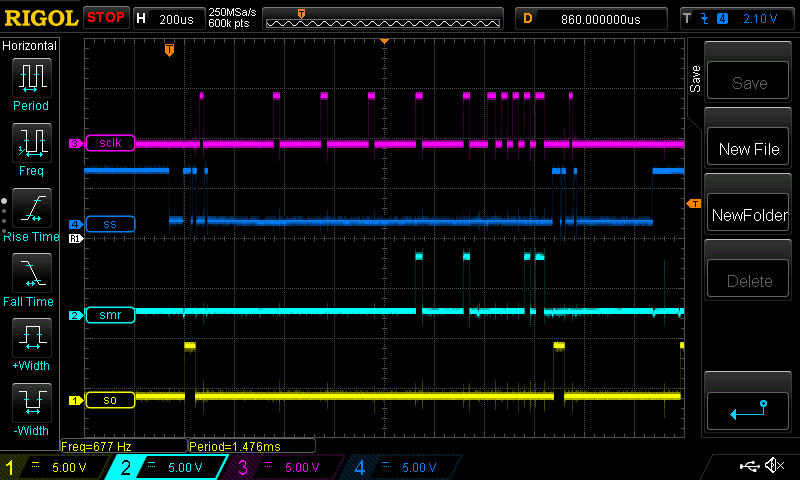 RIGOL STOP H 200us 250MSa/s 600k pts T D 860.000000us T 4 2.10 V
Horizontal
Period
Freq
Rise Time
Fall Time
+Width
-Width
T
3 sclk
4 ss
R1
2 smr
1 so
T
Freq=677 Hz Period=1.476ms
1 5.00 V 2 5.00 V 3 5.00 V 4 5.00 V
Save
Save
New File
NewFolder
Delete